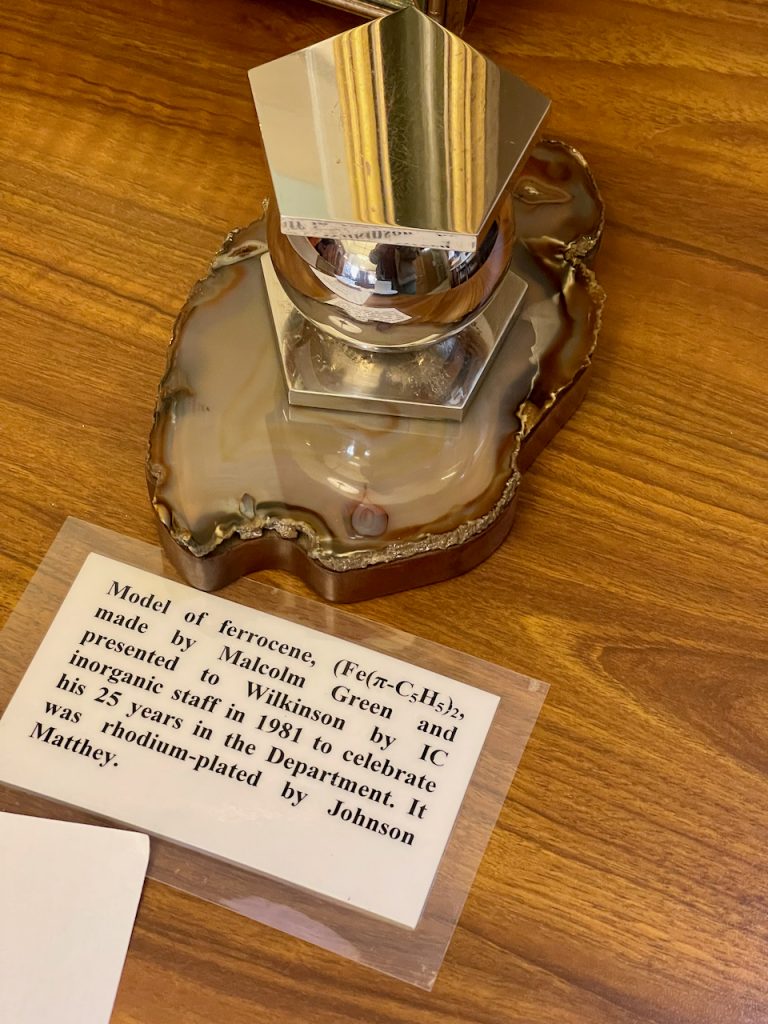 Model of ferrocene, (Fe(π-C₅H₅)₂,
made by Malcolm Green and
presented to Wilkinson by IC
inorganic staff in 1981 to celebrate
his 25 years in the Department. It
was rhodium-plated by Johnson
Matthey.